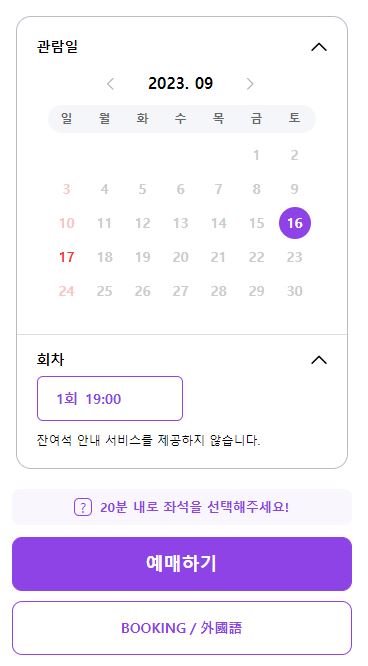 관람일
2023. 09
일 월 화 수 목 금 토
1 2
3 4 5 6 7 8 9
10 11 12 13 14 15 16
17 18 19 20 21 22 23
24 25 26 27 28 29 30
회차
1회 19:00
잔여석 안내 서비스를 제공하지 않습니다.
? 20분 내로 좌석을 선택해주세요!
예매하기
BOOKING / 外國語